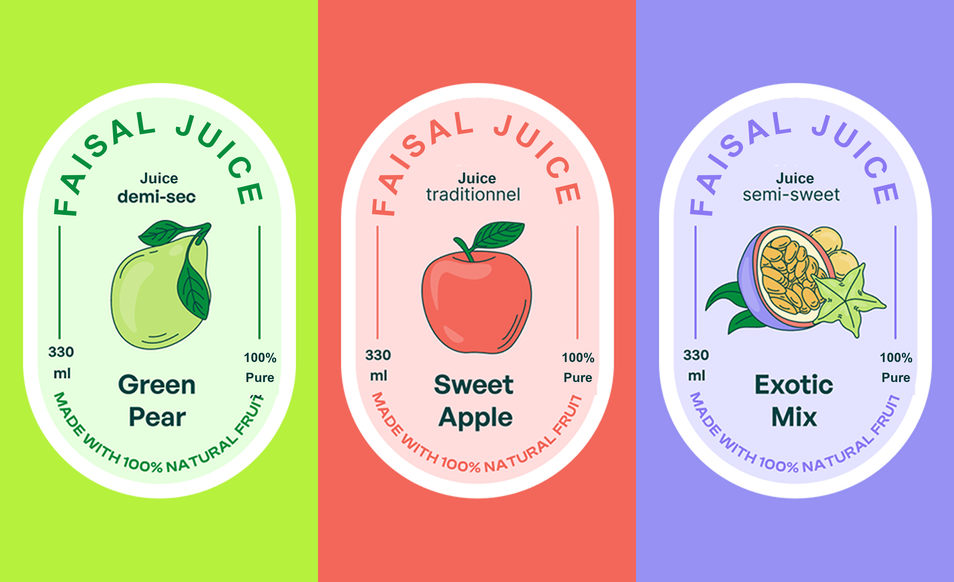 FAISAL JUICE
Juice
demi-sec
330
ml
100%
Pure
Green
Pear
MADE WITH 100% NATURAL FRUIT
FAISAL JUICE
Juice
traditionnel
330
ml
100%
Pure
Sweet
Apple
MADE WITH 100% NATURAL FRUIT
FAISAL JUICE
Juice
semi-sweet
330
ml
100%
Pure
Exotic
Mix
MADE WITH 100% NATURAL FRUIT